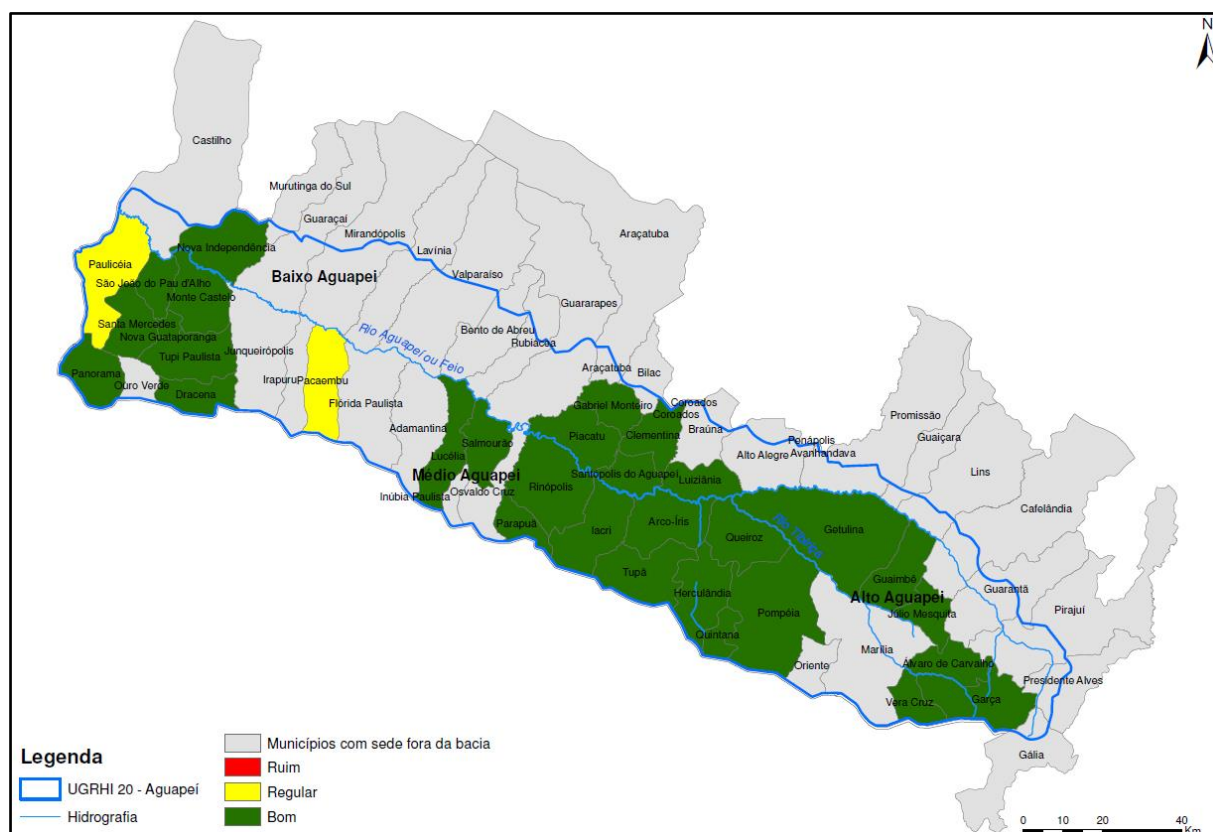 N
Castilho
Murutinga do Sul
Guaraçaí
Mirandópolis
Araçatuba
Nova Independência
Lavínia
Paulicéia
Baixo Aguapeí
Valparaíso
São João do Pau d'Alho
Monte Castelo
Guararapes
Santa Mercedes
Nova Guataporanga
Rio Aguapeí ou Feio
Bento de Abreu
Rubiácea
Tupi Paulista
Junqueirópolis
Panorama
Ouro Verde
Irapuru
Pacaembu
Araçatuba
Bilac
Dracena
Flórida Paulista
Gabriel Monteiro
Coroados
Coroados
Adamantina
Braúna
Promissão
Piacatu
Clementina
Penápolis
Guaiçara
Salmourão
Alto Alegre
Avanhandava
Lucélia
Lins
Médio Aguapeí
Santópolis do Aguapeí
Luiziânia
Rinópolis
Osvaldo Cruz
Inúbia Paulista
Cafelândia
Getulina
Parapuã
Arco-Íris
Iacri
Queiroz
Rio Tibiriçá
Tupã
Guaimbê
Guarantã
Herculândia
Alto Aguapeí
Pirajuí
Pompéia
Júlio Mesquita
Quintana
Marília
Oriente
Álvaro de Carvalho
Presidente Alves
Vera Cruz
Garça
Gália
Legenda
UGRHI 20 - Aguapeí
Hidrografia
Municípios com sede fora da bacia
Ruim
Regular
Bom
0 5 10 20 40
Km